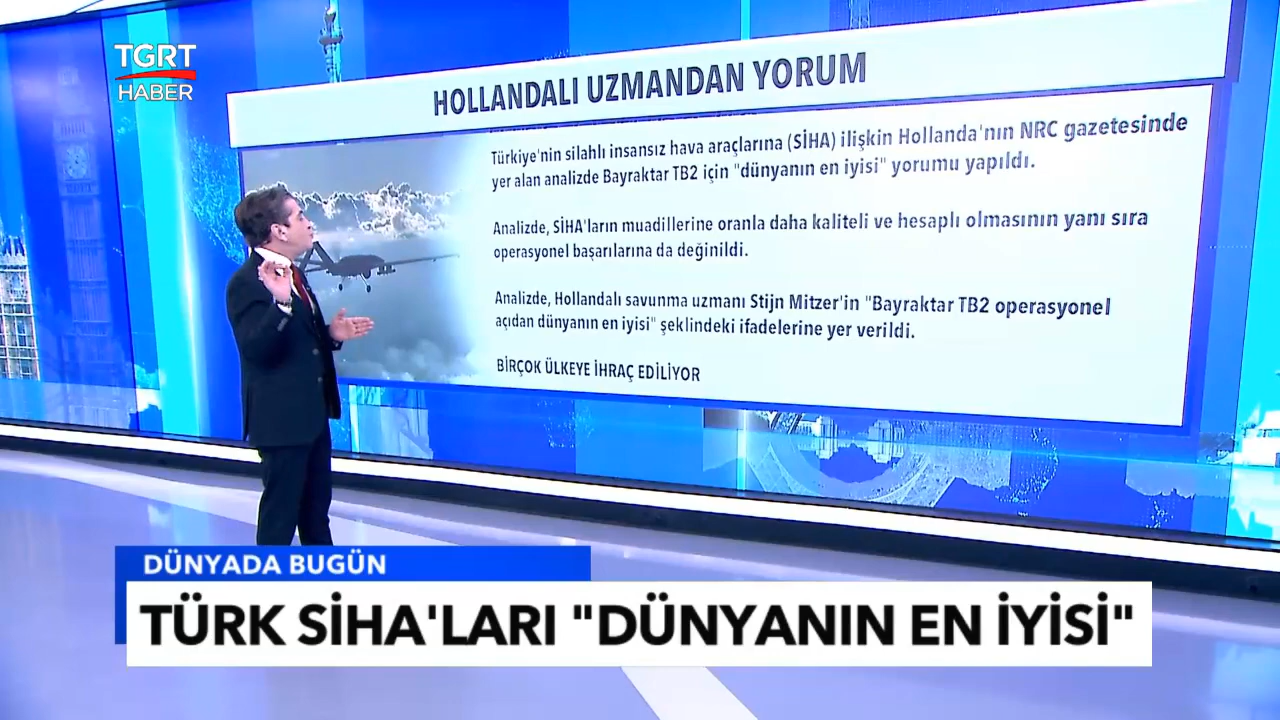 TGRT
HABER
HOLLANDALI UZMANDAN YORUM
Türkiye'nin silahlı insansız hava araçlarına (SİHA) ilişkin Hollanda'nın NRC gazetesinde
yer alan analizde Bayraktar TB2 için "dünyanın en iyisi" yorumu yapıldı.
Analizde, SİHA'ların muadillerine oranla daha kaliteli ve hesaplı olmasının yanı sıra
operasyonel başarılarına da değinildi.
Analizde, Hollandalı savunma uzmanı Stijn Mitzer'in "Bayraktar TB2 operasyonel
açıdan dünyanın en iyisi" şeklindeki ifadelerine yer verildi.
BİRÇOK ÜLKEYE İHRAÇ EDİLİYOR
DÜNYADA BUGÜN
TÜRK SİHA'LARI "DÜNYANIN EN İYİSİ"